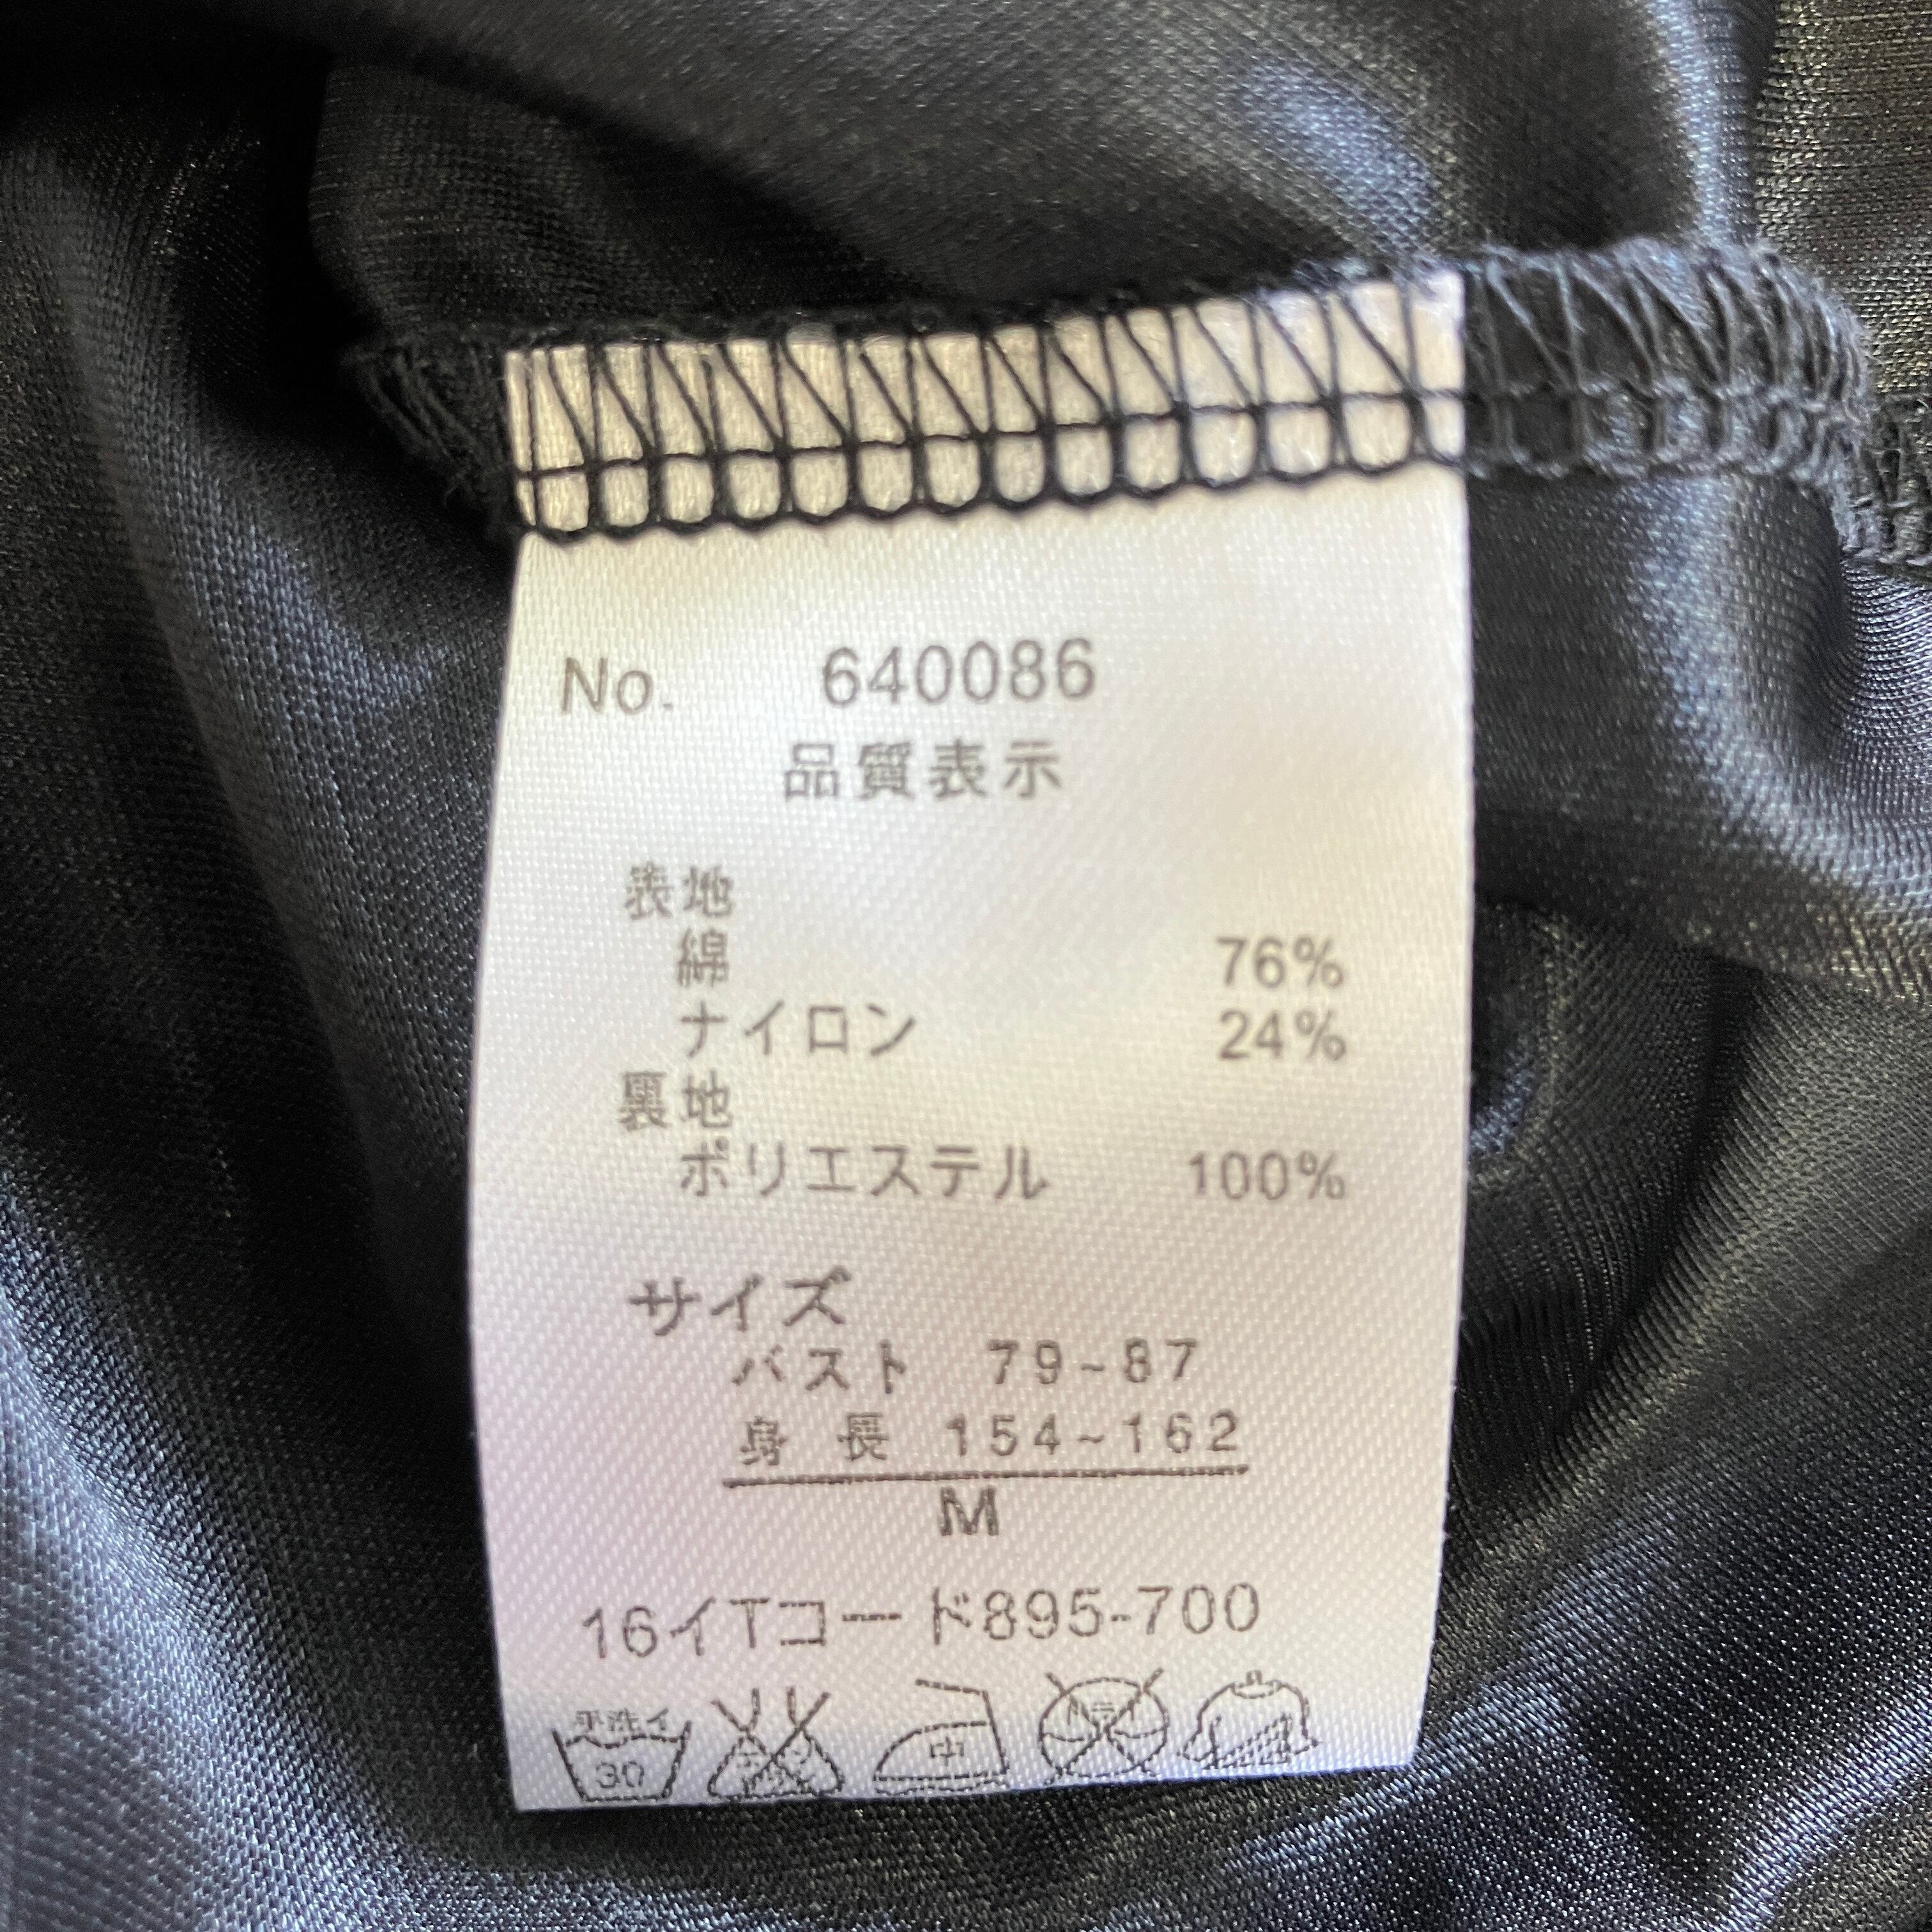 No. 640086
品質表示
表地
綿 76%
ナイロン 24%
裏地
ポリエステル 100%
サイズ
バスト 79~87
身長 154~162
M
16イTコード895-700
手洗イ 中
30